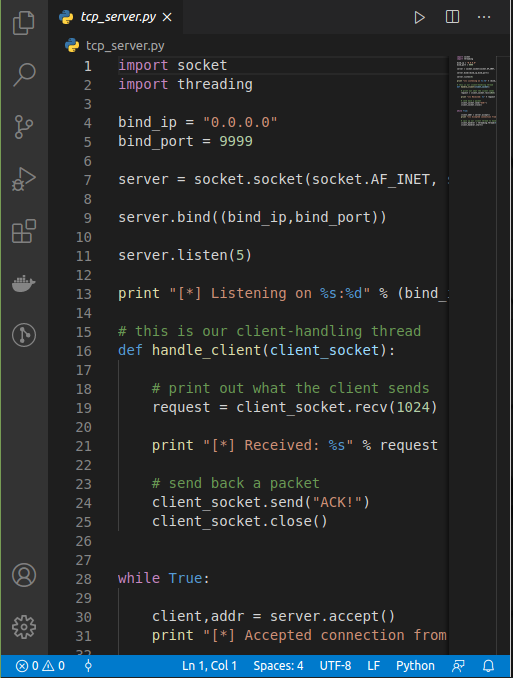 tcp_server.py
tcp_server.py
1 import socket
2 import threading
3
4 bind_ip = "0.0.0.0"
5 bind_port = 9999
6
7 server = socket.socket(socket.AF_INET,
8
9 server.bind((bind_ip,bind_port))
10
11 server.listen(5)
12
13 print "[*] Listening on %s:%d" % (bind_
14
15 # this is our client-handling thread
16 def handle_client(client_socket):
17
18 # print out what the client sends
19 request = client_socket.recv(1024)
20
21 print "[*] Received: %s" % request
22
23 # send back a packet
24 client_socket.send("ACK!")
25 client_socket.close()
26
27
28 while True:
29
30 client,addr = server.accept()
31 print "[*] Accepted connection from
32
0 0 Ln 1, Col 1 Spaces: 4 UTF-8 LF Python